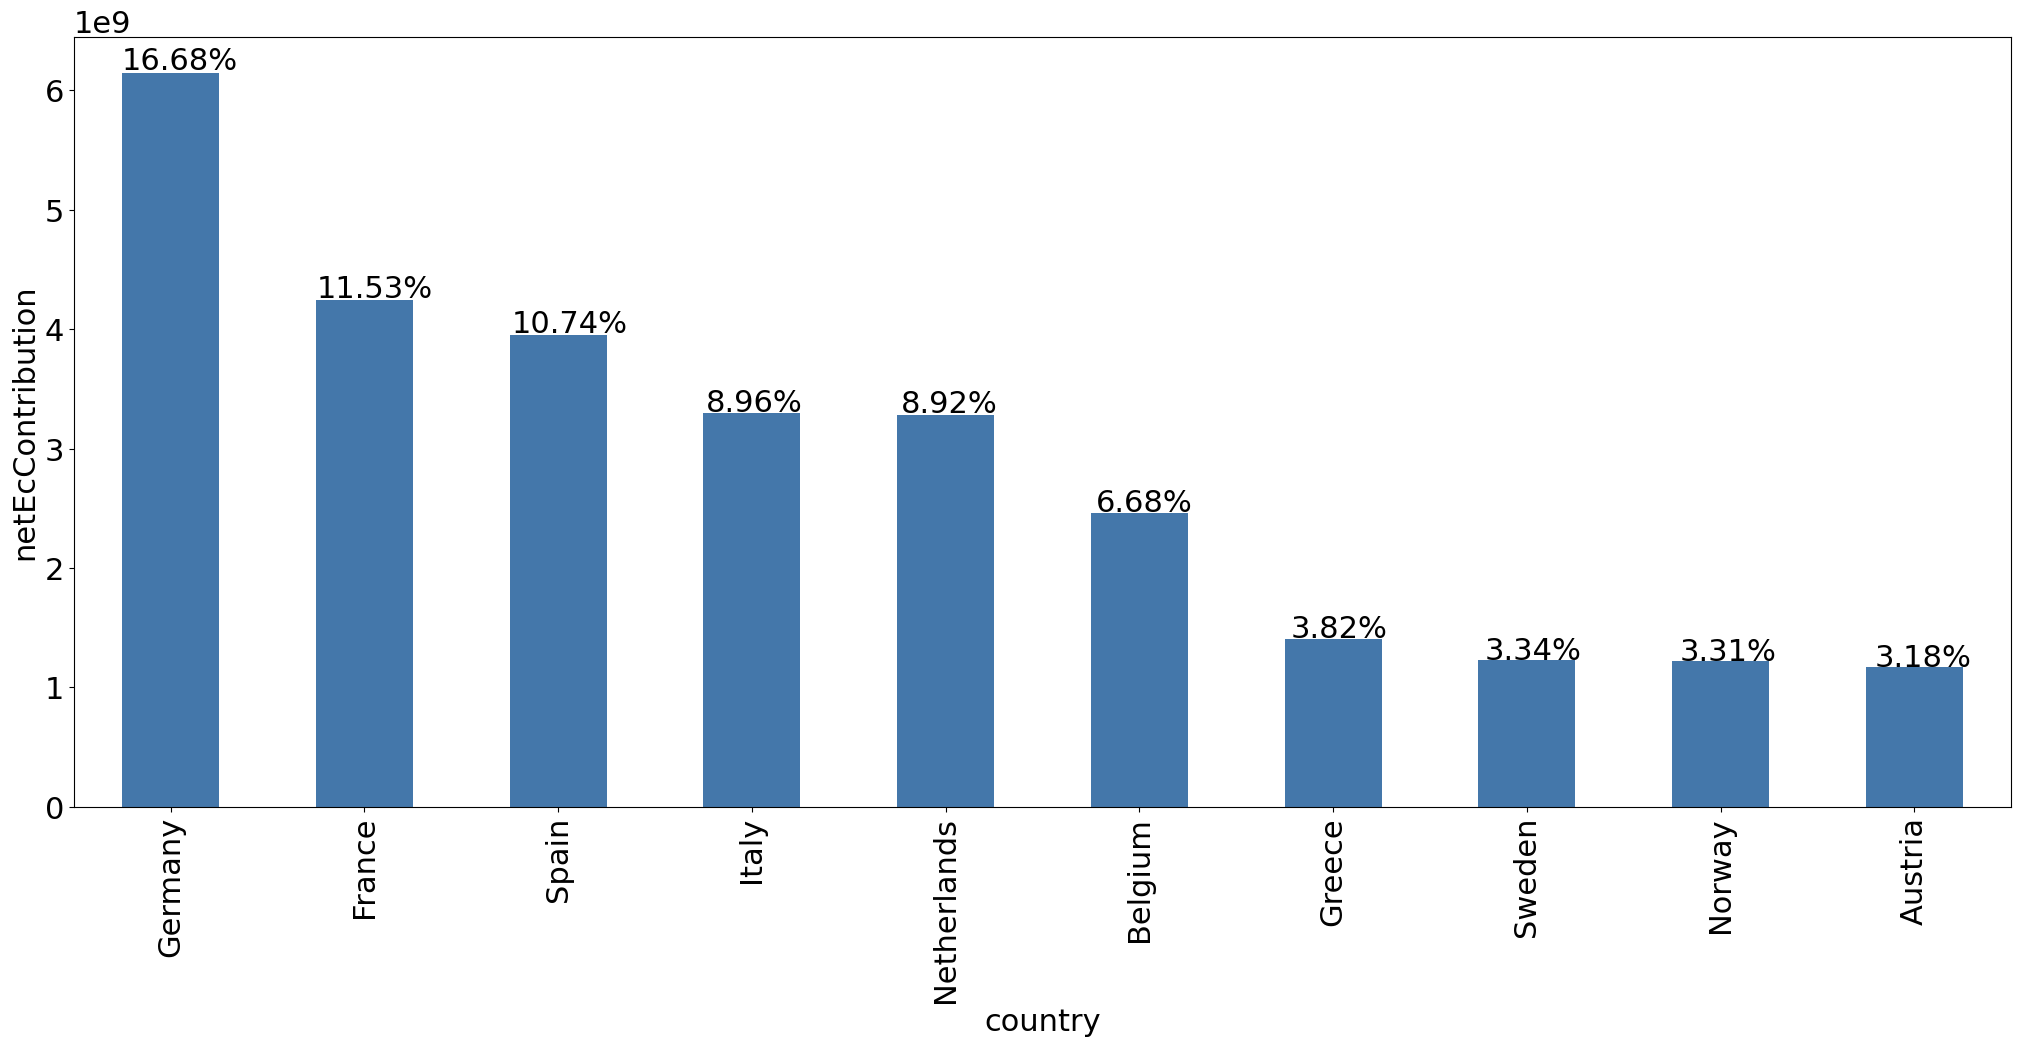 1e9
6
5
4
3
2
1
0
netEcContribution
16.68%
11.53%
10.74%
8.96%
8.92%
6.68%
3.82%
3.34%
3.31%
3.18%
Germany
France
Spain
Italy
Netherlands
Belgium
Greece
Sweden
Norway
Austria
country